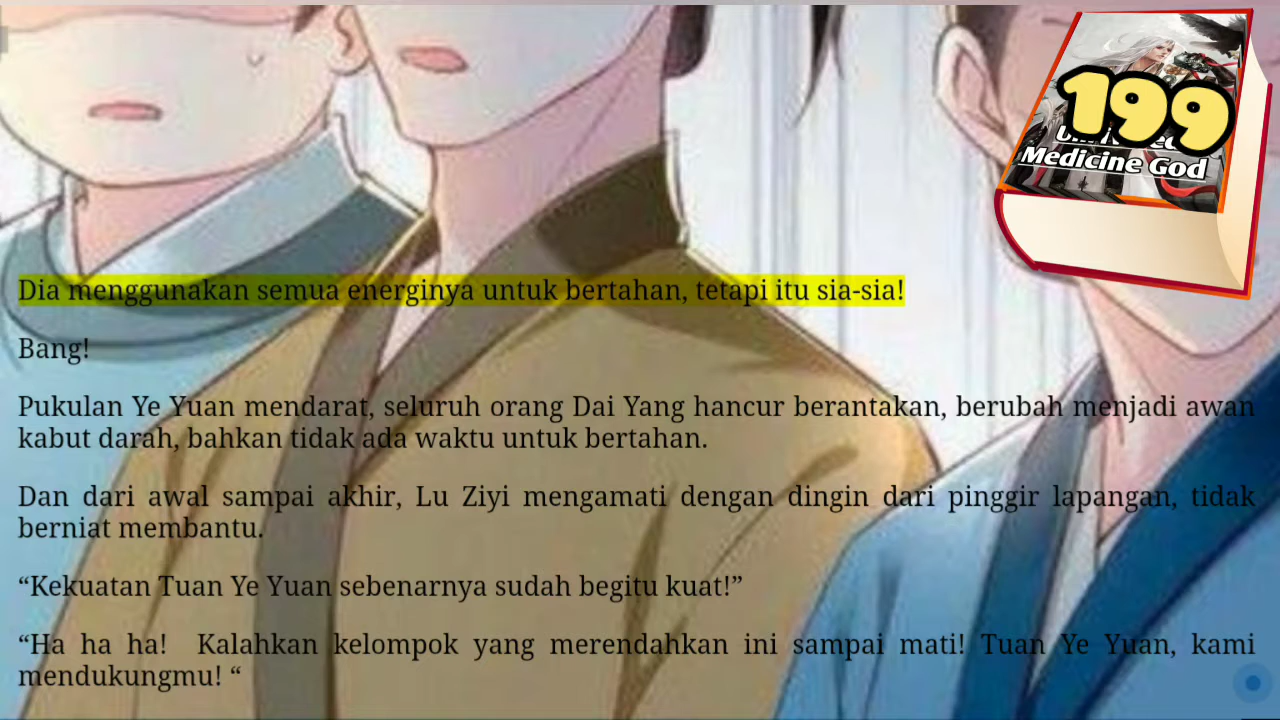 199
Medicine God
Dia menggunakan semua energinya untuk bertahan, tetapi itu sia-sia!
Bang!
Pukulan Ye Yuan mendarat, seluruh orang Dai Yang hancur berantakan, berubah menjadi awan
kabut darah, bahkan tidak ada waktu untuk bertahan.
Dan dari awal sampai akhir, Lu Ziyi mengamati dengan dingin dari pinggir lapangan, tidak
berniat membantu.
“Kekuatan Tuan Ye Yuan sebenarnya sudah begitu kuat!”
“Ha ha ha!  Kalahkan kelompok yang merendahkan ini sampai mati! Tuan Ye Yuan, kami
mendukungmu! “